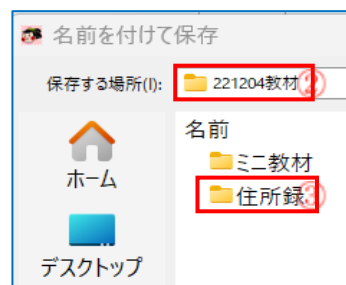 名前を付けて保存
保存する場所(I): 221204教材 ②
名前
ミニ教材
住所録 ③
ホーム
デスクトップ